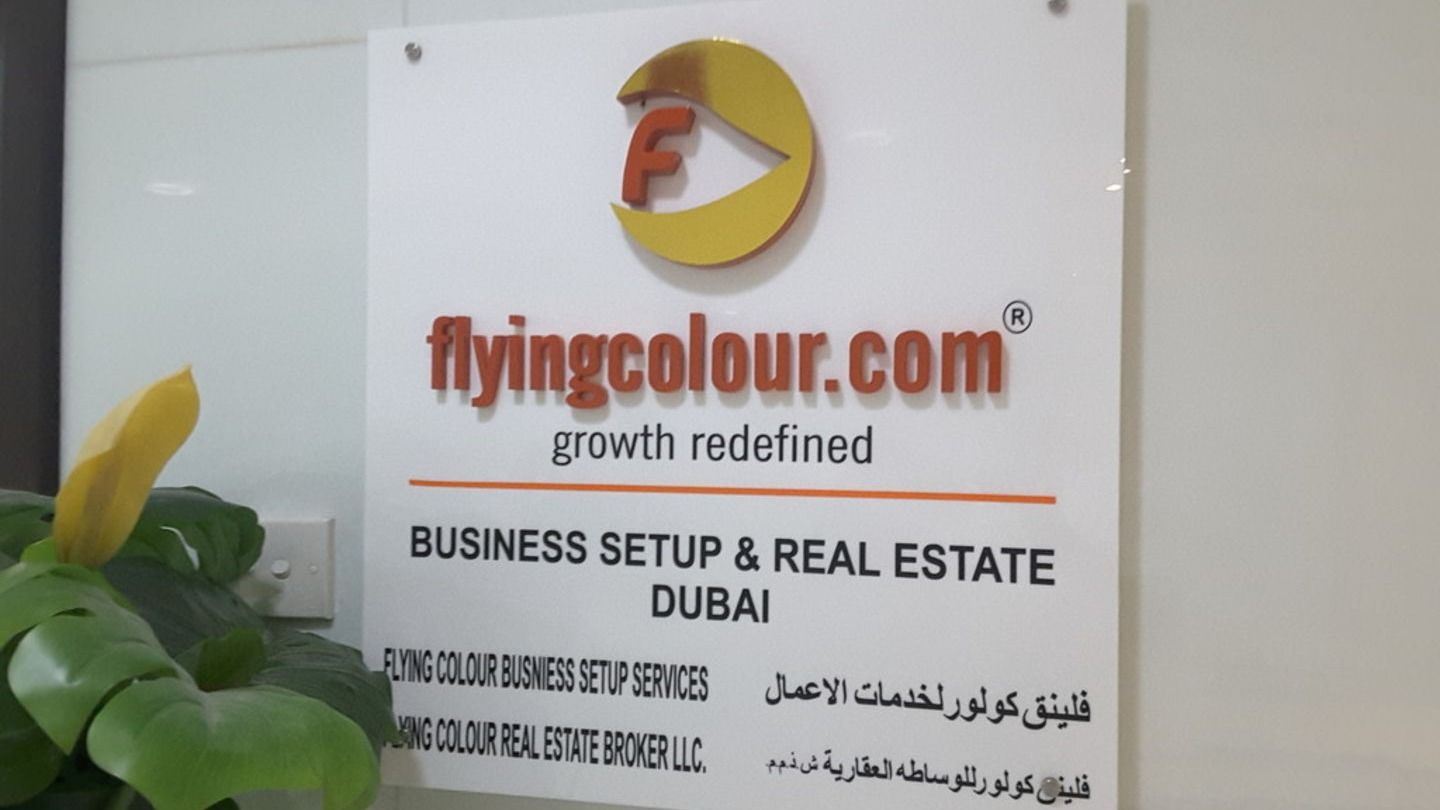 F
flyingcolour.com®
growth redefined
BUSINESS SETUP & REAL ESTATE
DUBAI
FLYING COLOUR BUSNIESS SETUP SERVICES
فلينق كولور لخدمات الاعمال
FLYING COLOUR REAL ESTATE BROKER LLC.
فلينق كولور للوساطه العقارية ش.ذ.م.م